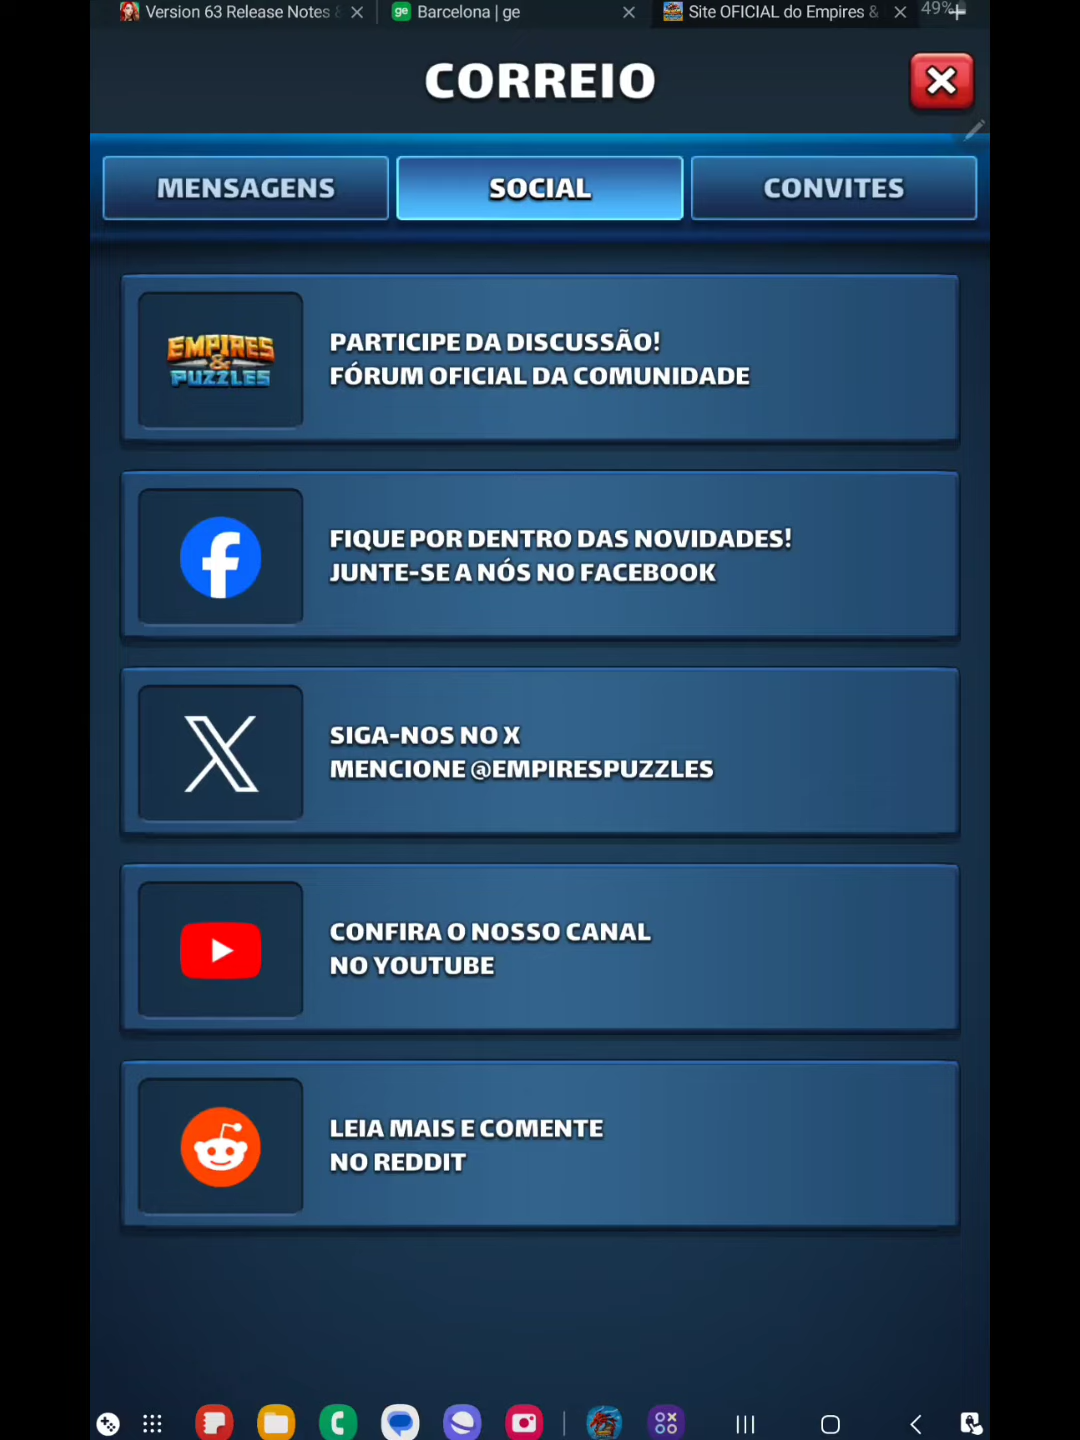 Version 63 Release Notes &
ge Barcelona | ge
Site OFICIAL do Empires &
49%
CORREIO
MENSAGENS
SOCIAL
CONVITES
EMPIRES
&
PUZZLES
PARTICIPE DA DISCUSSÃO!
FÓRUM OFICIAL DA COMUNIDADE
FIQUE POR DENTRO DAS NOVIDADES!
JUNTE-SE A NÓS NO FACEBOOK
SIGA-NOS NO X
MENCIONE @EMPIRESPUZZLES
CONFIRA O NOSSO CANAL
NO YOUTUBE
LEIA MAIS E COMENTE
NO REDDIT